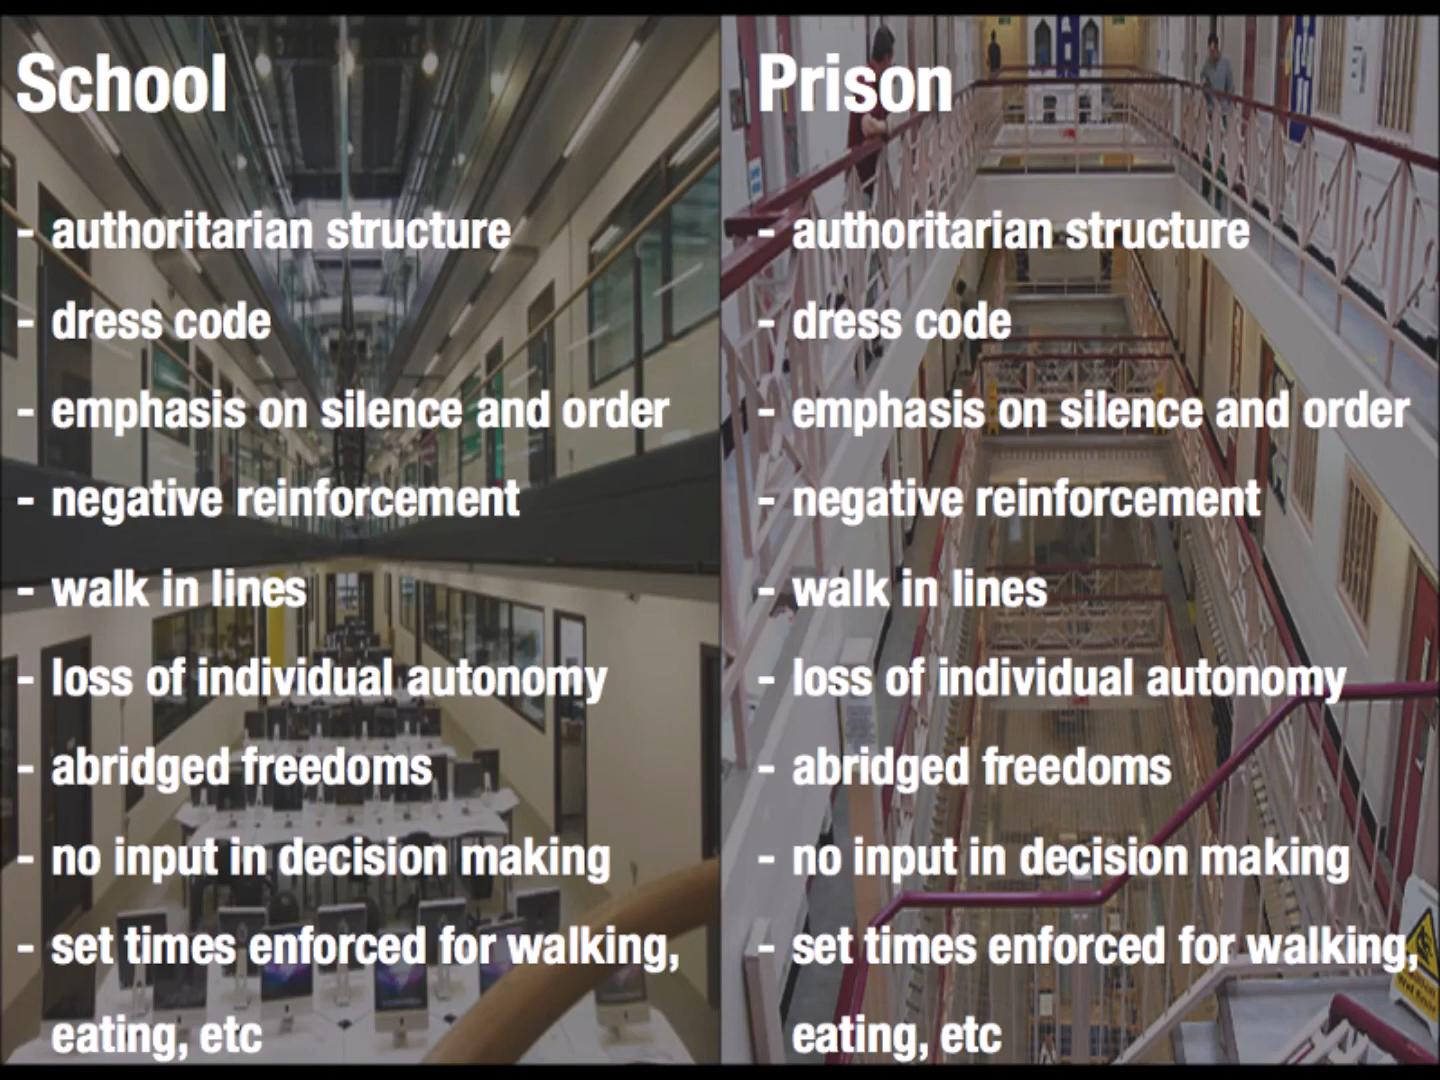 School
- authoritarian structure
- dress code
- emphasis on silence and order
- negative reinforcement
- walk in lines
- loss of individual autonomy
- abridged freedoms
- no input in decision making
- set times enforced for walking,
eating, etc
Prison
- authoritarian structure
- dress code
- emphasis on silence and order
- negative reinforcement
- walk in lines
- loss of individual autonomy
- abridged freedoms
- no input in decision making
- set times enforced for walking,
eating, etc